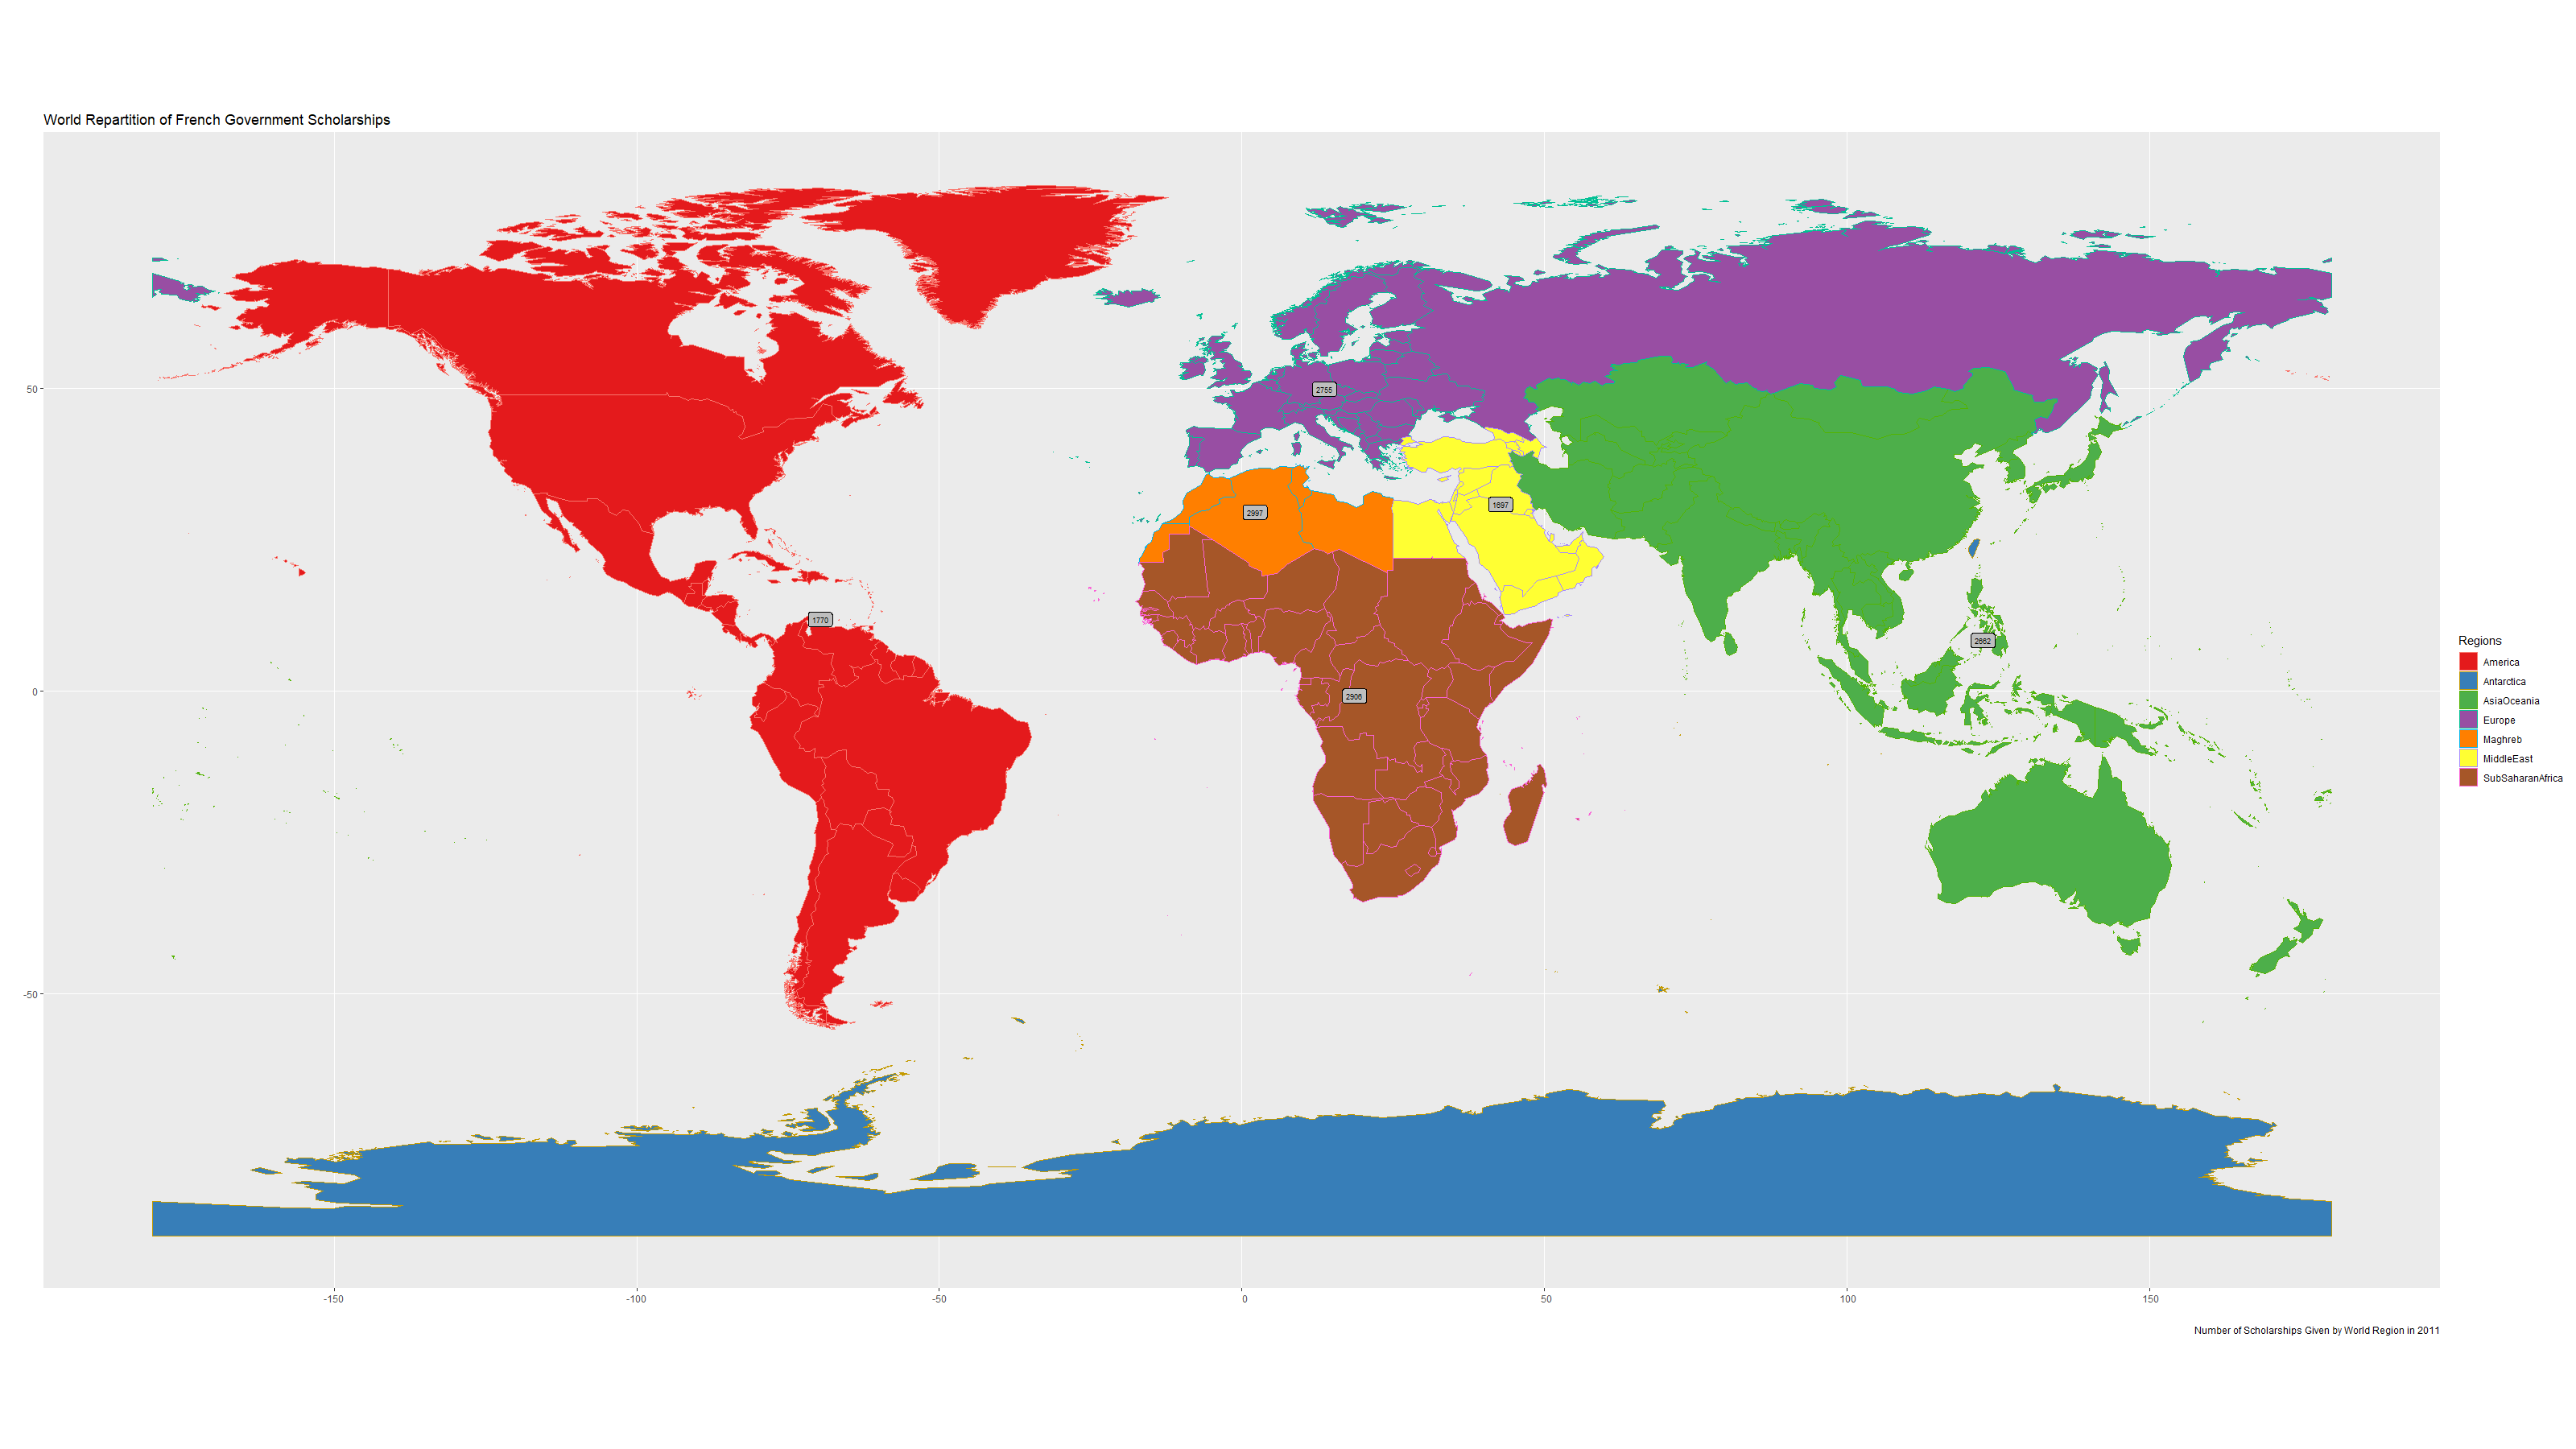 World Repartition of French Government Scholarships
50
2755
1697
2997
1770
2662
0
2906
-50
-150
-100
-50
0
50
100
150
Regions
America
Antarctica
AsiaOceania
Europe
Maghreb
MiddleEast
SubSaharanAfrica
Number of Scholarships Given by World Region in 2011